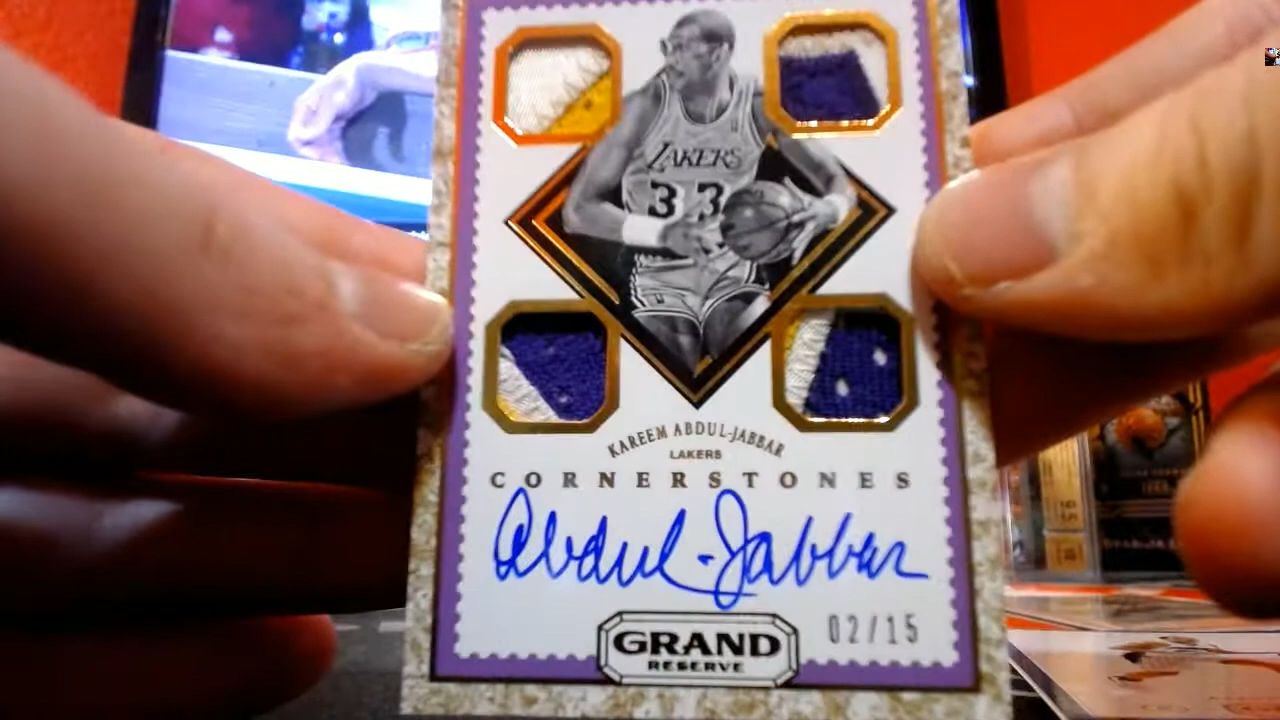 LAKERS
33
KAREEM ABDUL-JABBAR
LAKERS
CORNERSTONES
Abdul-Jabbar
02/15
GRAND
RESERVE